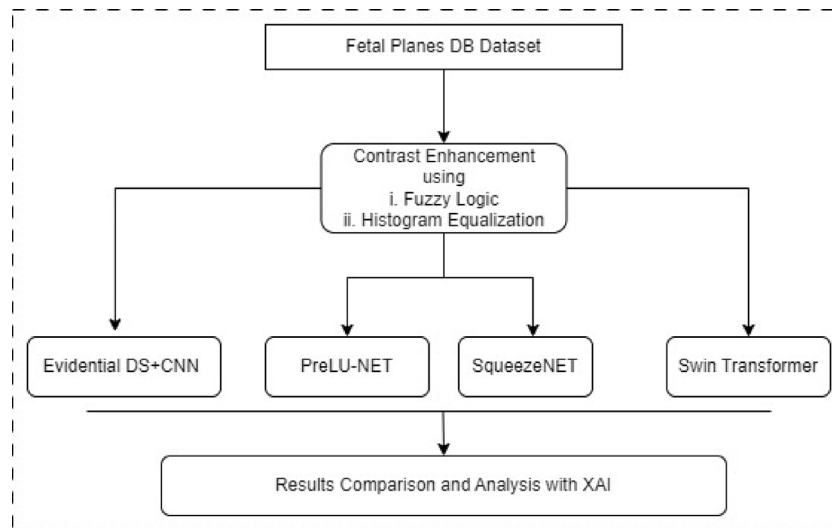 Fetal Planes DB Dataset
Contrast Enhancement
using
i. Fuzzy Logic
ii. Histogram Equalization
Evidential DS+CNN
PreLU-NET
SqueezeNET
Swin Transformer
Results Comparison and Analysis with XAI